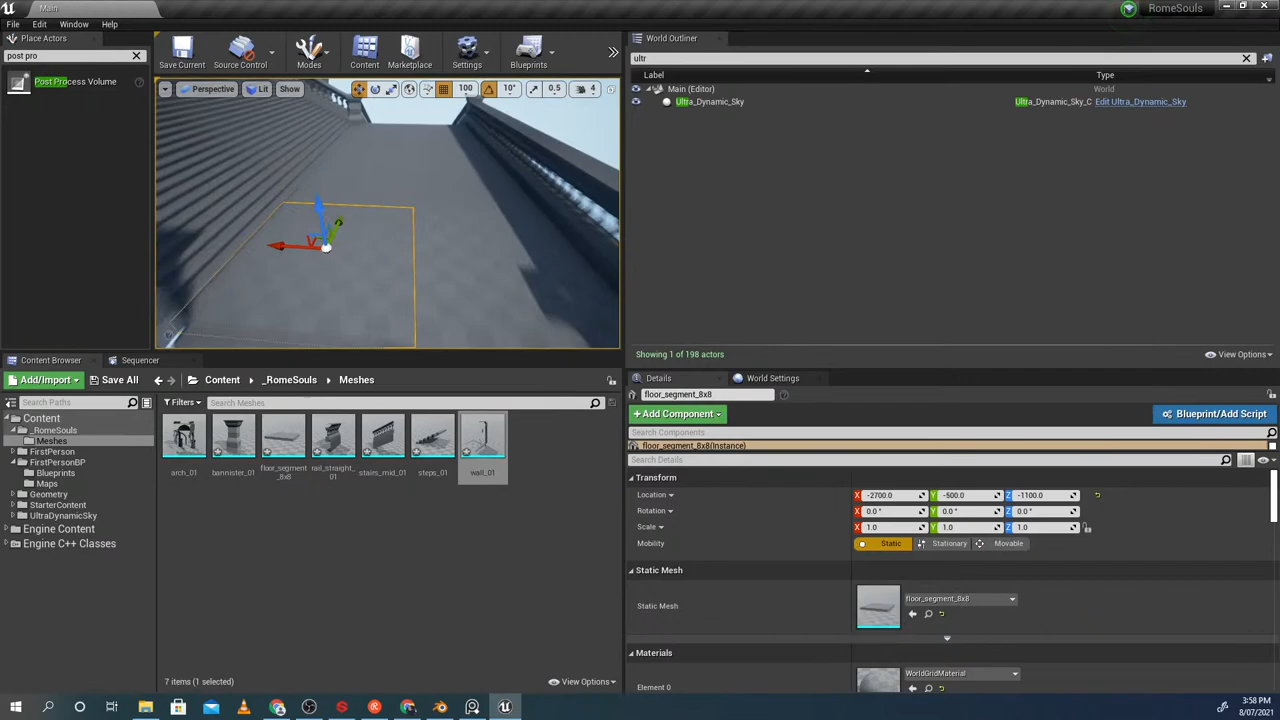 Main
RomeSouls
File Edit Window Help
Place Actors
post pro
Post Process Volume
Save Current
Source Control
Modes
Content
Marketplace
Settings
Blueprints
Perspective
Lit
Show
100
10°
0.5
4
World Outliner
ultr
Label
Type
Main (Editor)
World
Ultra_Dynamic_Sky
Ultra_Dynamic_Sky_C
Edit Ultra_Dynamic_Sky
Showing 1 of 198 actors
View Options
Content Browser
Sequencer
Add/Import
Save All
Content
_RomeSouls
Meshes
Search Paths
Filters
Search Meshes
Content
_RomeSouls
Meshes
FirstPerson
FirstPersonBP
Blueprints
Maps
Geometry
StarterContent
UltraDynamicSky
Engine Content
Engine C++ Classes
arch_01
bannister_01
floor_segment_
8x8
rail_straight_
01
stairs_mid_01
steps_01
wall_01
7 items (1 selected)
View Options
Details
World Settings
floor_segment_8x8
+Add Component
Blueprint/Add Script
Search Components
floor_segment_8x8(Instance)
Search Details
Transform
Location X -2700.0 Y -500.0 Z -1100.0
Rotation X 0.0 ° Y 0.0 ° Z 0.0 °
Scale X 1.0 Y 1.0 Z 1.0
Mobility Static Stationary Movable
Static Mesh
Static Mesh
floor_segment_8x8
Materials
WorldGridMaterial
Element 0
3:58 PM
8/07/2021